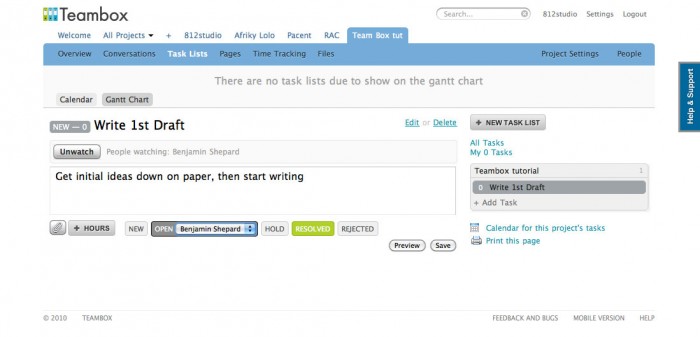 Teambox
Search...
812studio Settings Logout
Welcome All Projects + 812studio Afriky Lolo Pacent RAC Team Box tut
Overview Conversations Task Lists Pages Time Tracking Files Project Settings People
Help & Support
There are no task lists due to show on the gantt chart
Calendar Gantt Chart
NEW — 0 Write 1st Draft Edit or Delete
Unwatch People watching: Benjamin Shepard
Get initial ideas down on paper, then start writing
+ HOURS NEW OPEN Benjamin Shepard HOLD RESOLVED REJECTED
Preview Save
+ NEW TASK LIST
All Tasks
My 0 Tasks
Teambox tutorial 1
0 Write 1st Draft
+ Add Task
Calendar for this project's tasks
Print this page
© 2010 TEAMBOX FEEDBACK AND BUGS MOBILE VERSION HELP